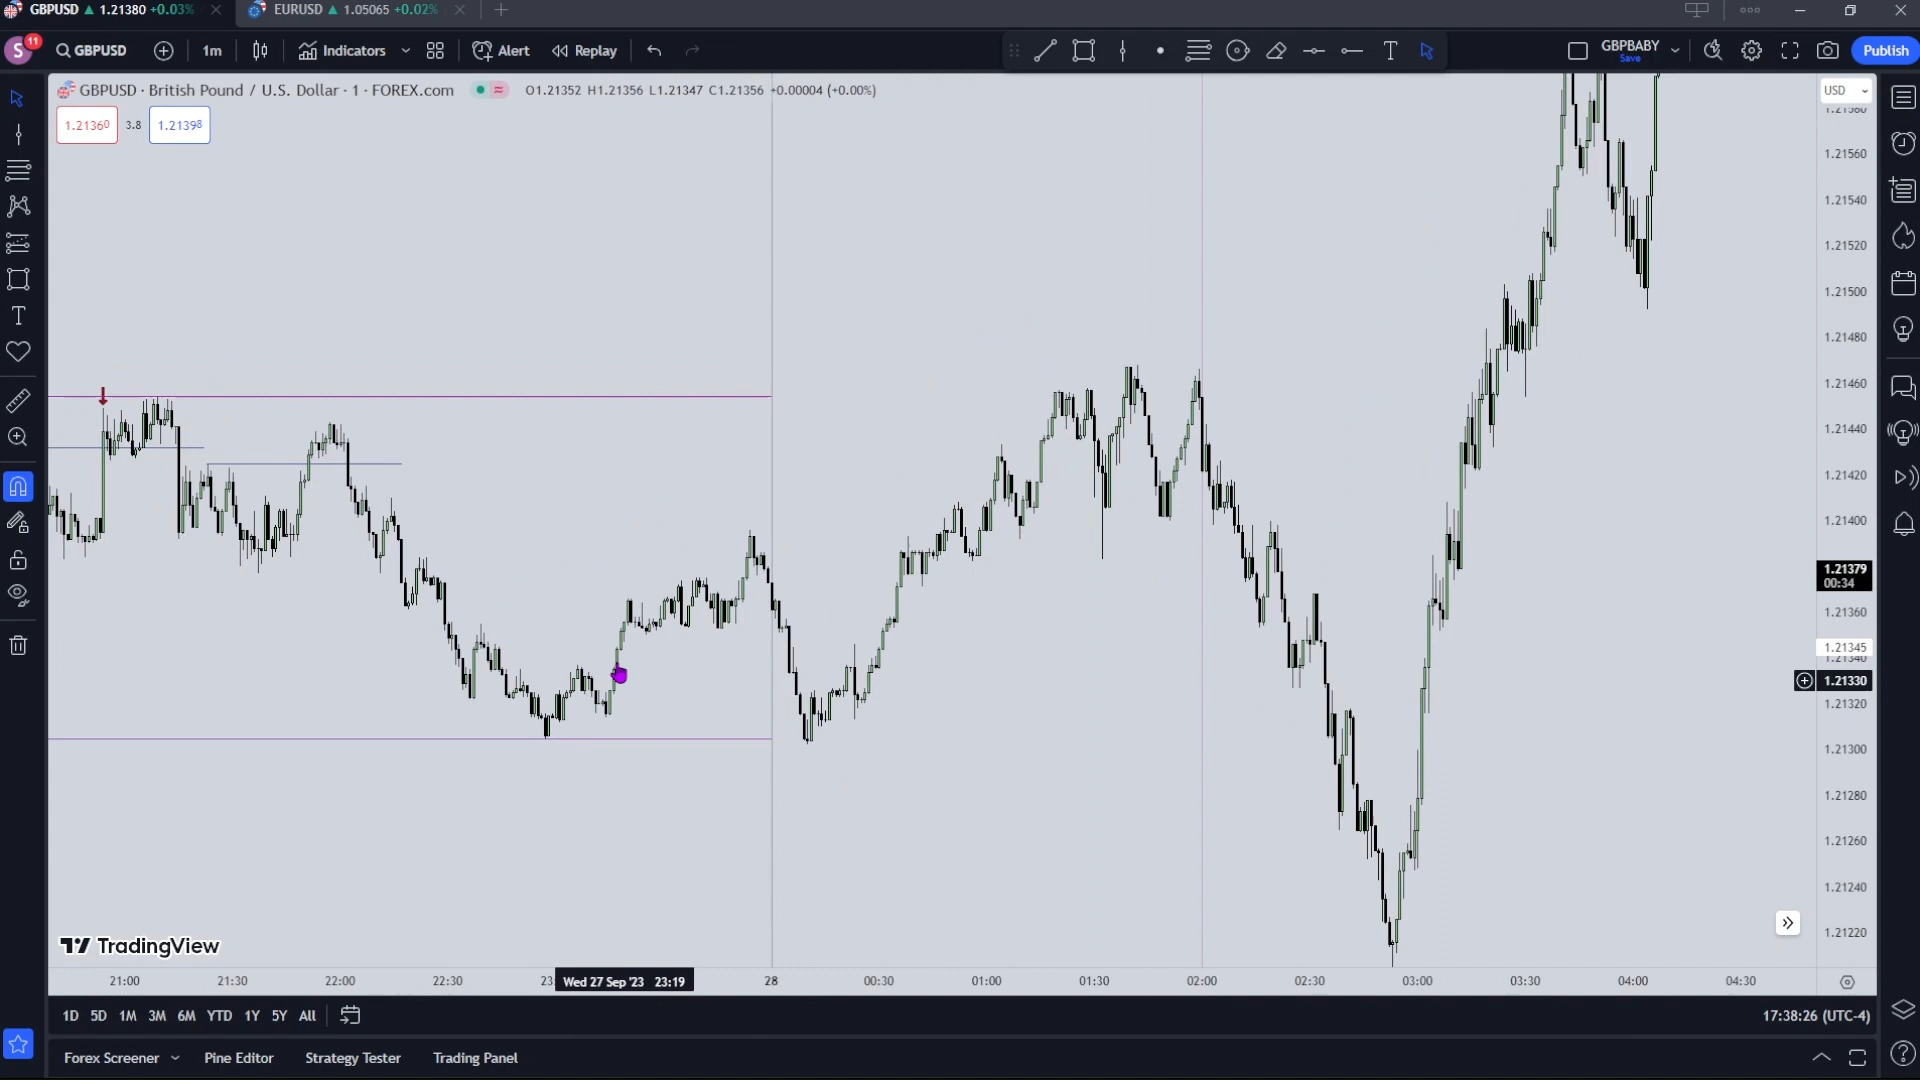 GBPUSD ▲ 1.21380 +0.03%
EURUSD ▲ 1.05065 +0.02%
S
11
GBPUSD
1m
Indicators
Alert
Replay
T
GBPBABY
Save
Publish
GBPUSD · British Pound / U.S. Dollar · 1 · FOREX.com
O1.21352 H1.21356 L1.21347 C1.21356 +0.00004 (+0.00%)
USD
1.21360
3.8
1.21398
1.21580
1.21560
1.21540
1.21520
1.21500
1.21480
1.21460
1.21440
1.21420
1.21400
1.21379
00:34
1.21360
1.21345
1.21340
1.21330
1.21320
1.21300
1.21280
1.21260
1.21240
1.21220
TradingView
21:00
21:30
22:00
22:30
23:
Wed 27 Sep '23 23:19
28
00:30
01:00
01:30
02:00
02:30
03:00
03:30
04:00
04:30
1D 5D 1M 3M 6M YTD 1Y 5Y All
17:38:26 (UTC-4)
Forex Screener
Pine Editor
Strategy Tester
Trading Panel